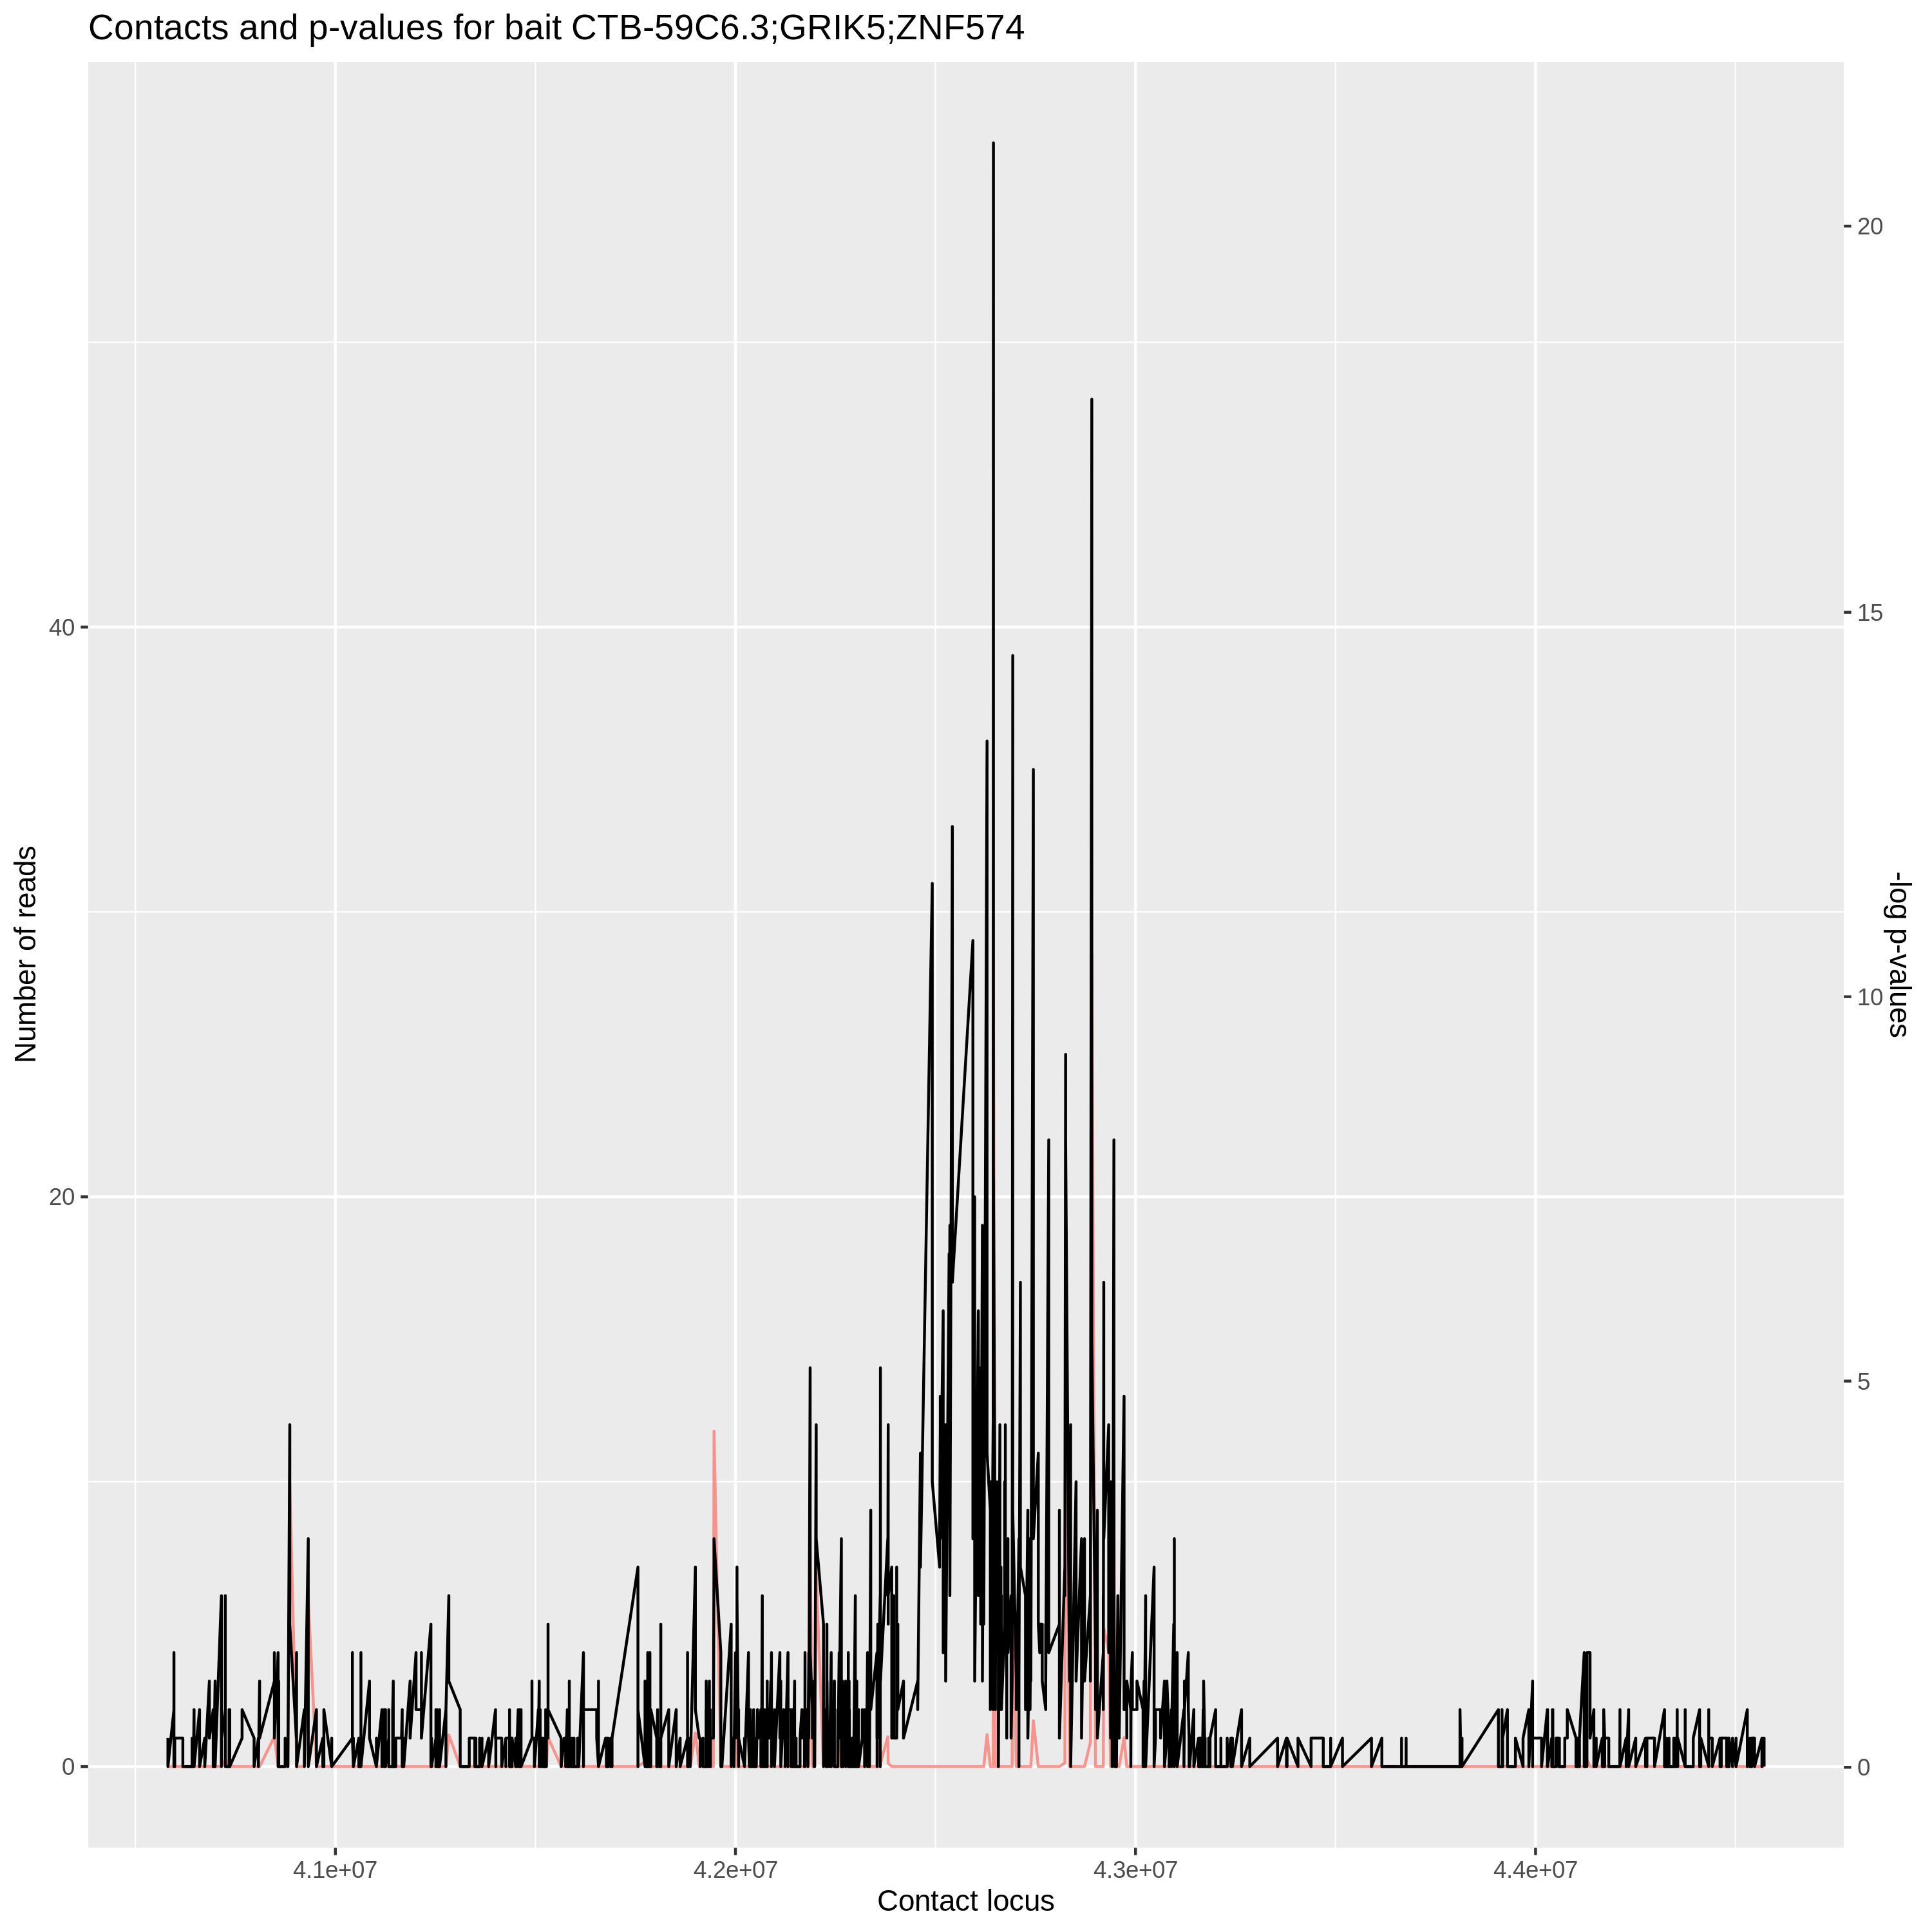 Contacts and p-values for bait CTB-59C6.3;GRIK5;ZNF574
Number of reads
40
20
0
20
15
10
5
0
-log p-values
4.1e+07
4.2e+07
4.3e+07
4.4e+07
Contact locus